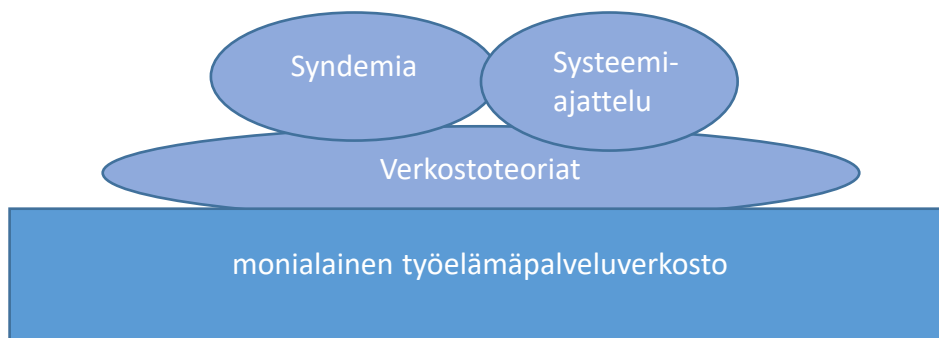 Syndemia
Systeemi-
ajattelu
Verkostoteoriat
monialainen työelämäpalveluverkosto